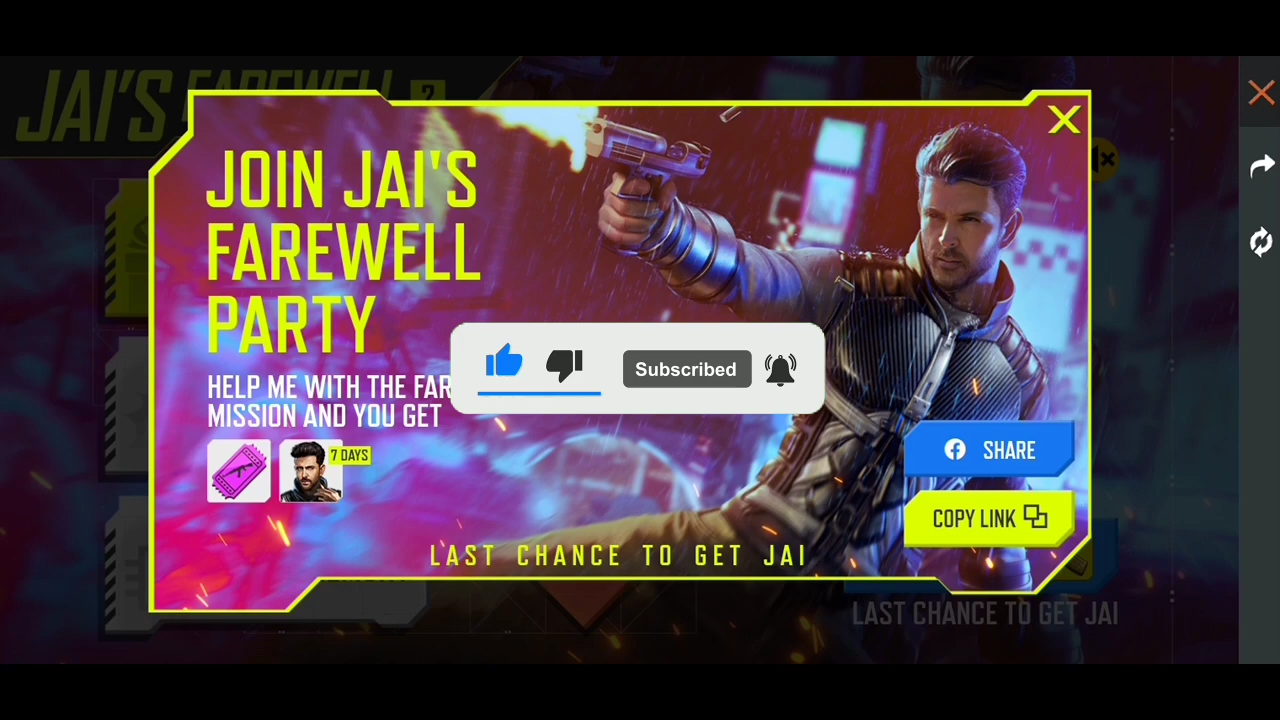 JAI'S FAREWELL ?
JOIN JAI'S
FAREWELL
PARTY
HELP ME WITH THE FAR
MISSION AND YOU GET
7 DAYS
Subscribed
SHARE
COPY LINK
LAST CHANCE TO GET JAI
LAST CHANCE TO GET JAI